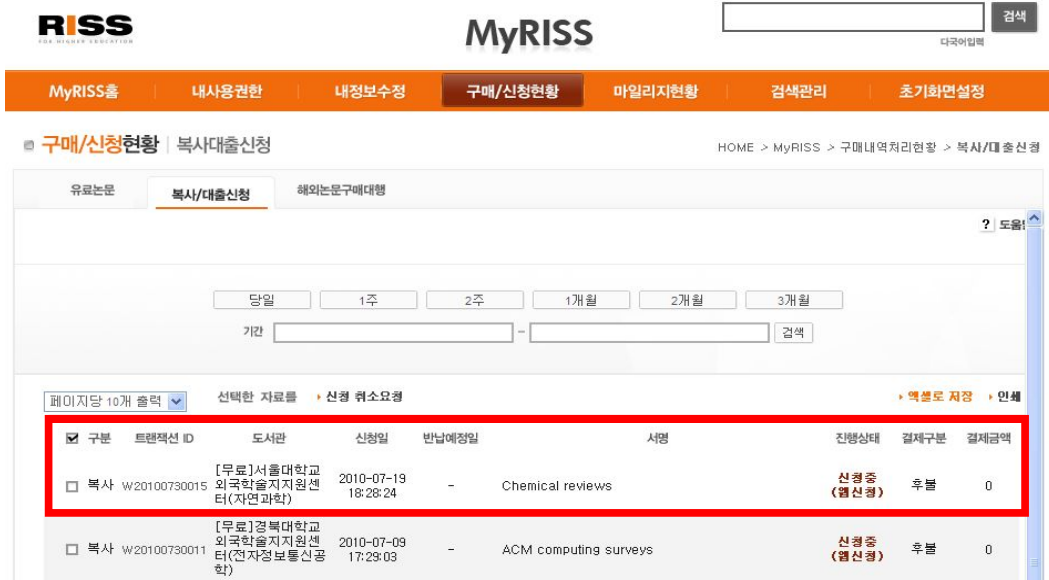 RISS
FOR HIGHER EDUCATION
MyRISS
검색
다국어입력
MyRISS홈 내사용권한 내정보수정 구매/신청현황 마일리지현황 검색관리 초기화면설정
구매/신청현황 복사대출신청
HOME > MyRISS > 구매내역처리현황 > 복사/대출신청
유료논문 복사/대출신청 해외논문구매대행
? 도움
당일 1주 2주 1개월 2개월 3개월
기간 - 검색
페이지당 10개 출력 선택한 자료를 신청 취소요청 엑셀로 저장 인쇄
구분 트랜잭션 ID 도서관 신청일 반납예정일 서명 진행상태 결제구분 결제금액
복사 W20100730015 [무료]서울대학교 외국학술지지원센터(자연과학) 2010-07-19 18:28:24 - Chemical reviews 신청중 (웹신청) 후불 0
복사 W20100730011 [무료]경북대학교 외국학술지지원센터(전자정보통신공학) 2010-07-09 17:29:03 - ACM computing surveys 신청중 (웹신청) 후불 0